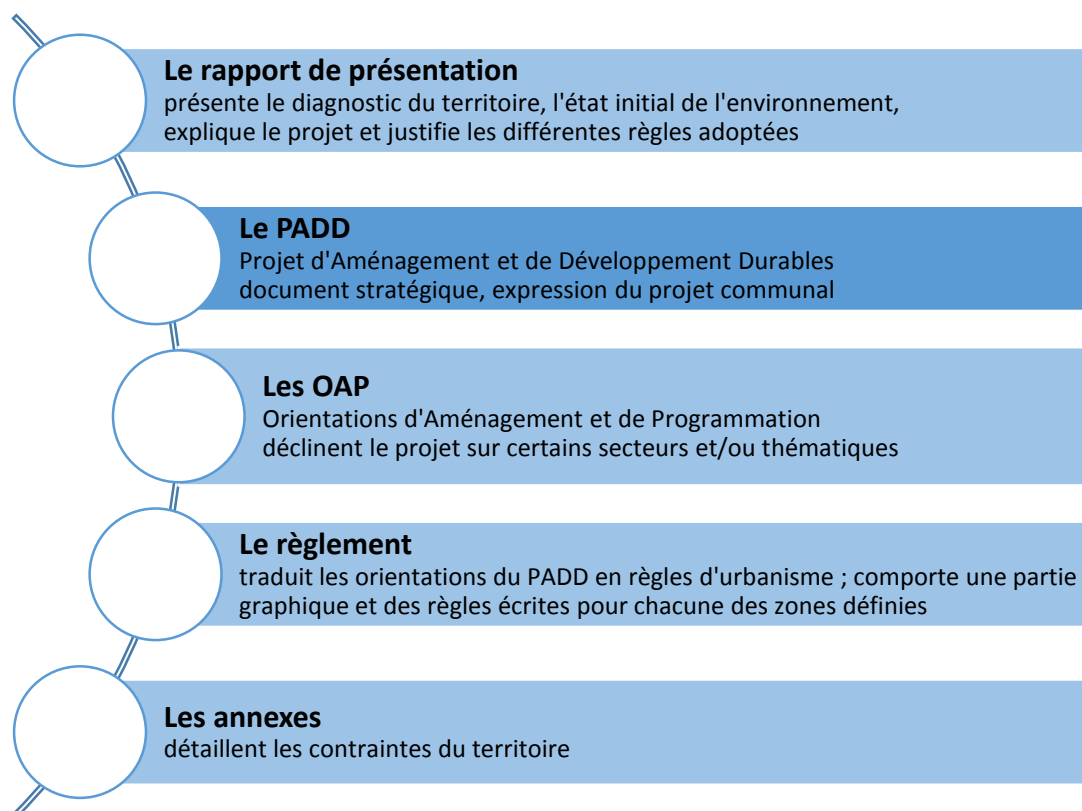 Le rapport de présentation
présente le diagnostic du territoire, l'état initial de l'environnement,
explique le projet et justifie les différentes règles adoptées
Le PADD
Projet d'Aménagement et de Développement Durables
document stratégique, expression du projet communal
Les OAP
Orientations d'Aménagement et de Programmation
déclinent le projet sur certains secteurs et/ou thématiques
Le règlement
traduit les orientations du PADD en règles d'urbanisme ; comporte une partie
graphique et des règles écrites pour chacune des zones définies
Les annexes
détaillent les contraintes du territoire